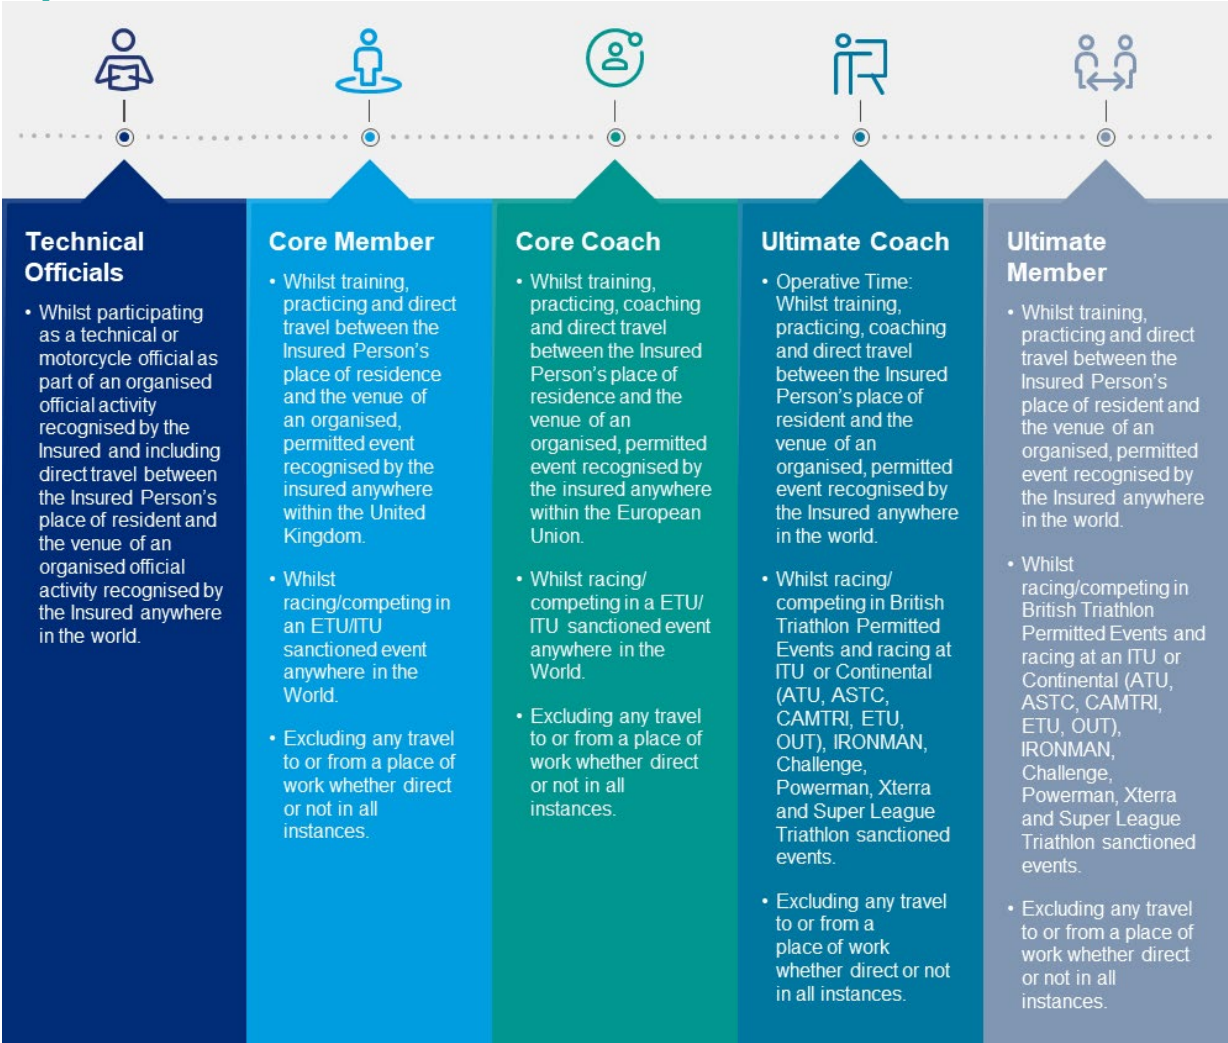 Technical
Officials
• Whilst participating
as a technical or
motorcycle official as
part of an organised
official activity
recognised by the
Insured and including
direct travel between
the Insured Person's
place of resident and
the venue of an
organised official
activity recognised by
the Insured anywhere
in the world.
Core Member
• Whilst training,
practicing and direct
travel between the
Insured Person's
place of residence
and the venue of
an organised,
permitted event
recognised by the
insured anywhere
within the United
Kingdom.
• Whilst
racing/competing in
an ETU/ITU
sanctioned event
anywhere in the
World.
• Excluding any travel
to or from a place of
work whether direct
or not in all
instances.
Core Coach
• Whilst training,
practicing, coaching
and direct travel
between the Insured
Person's place of
residence and the
venue of an
organised, permitted
event recognised by
the insured anywhere
within the European
Union.
• Whilst racing/
competing in a ETU/
ITU sanctioned event
anywhere in the
World.
• Excluding any travel
to or from a place of
work whether direct
or not in all
instances.
Ultimate Coach
• Operative Time:
Whilst training,
practicing, coaching
and direct travel
between the Insured
Person's place of
resident and the
venue of an
organised, permitted
event recognised by
the Insured anywhere
in the world.
• Whilst racing/
competing in British
Triathlon Permitted
Events and racing at
ITU or Continental
(ATU, ASTC,
CAMTRI, ETU,
OUT), IRONMAN,
Challenge,
Powerman, Xterra
and Super League
Triathlon sanctioned
events.
• Excluding any travel
to or from a
place of work
whether direct or not
in all instances.
Ultimate
Member
• Whilst training,
practicing and direct
travel between the
Insured Person's
place of resident and
the venue of an
organised, permitted
event recognised by
the Insured anywhere
in the world.
• Whilst
racing/competing in
British Triathlon
Permitted Events and
racing at an ITU or
Continental (ATU,
ASTC, CAMTRI,
ETU, OUT),
IRONMAN,
Challenge,
Powerman, Xterra
and Super League
Triathlon sanctioned
events.
• Excluding any travel
to or from a place of
work whether direct
or not in all
instances.